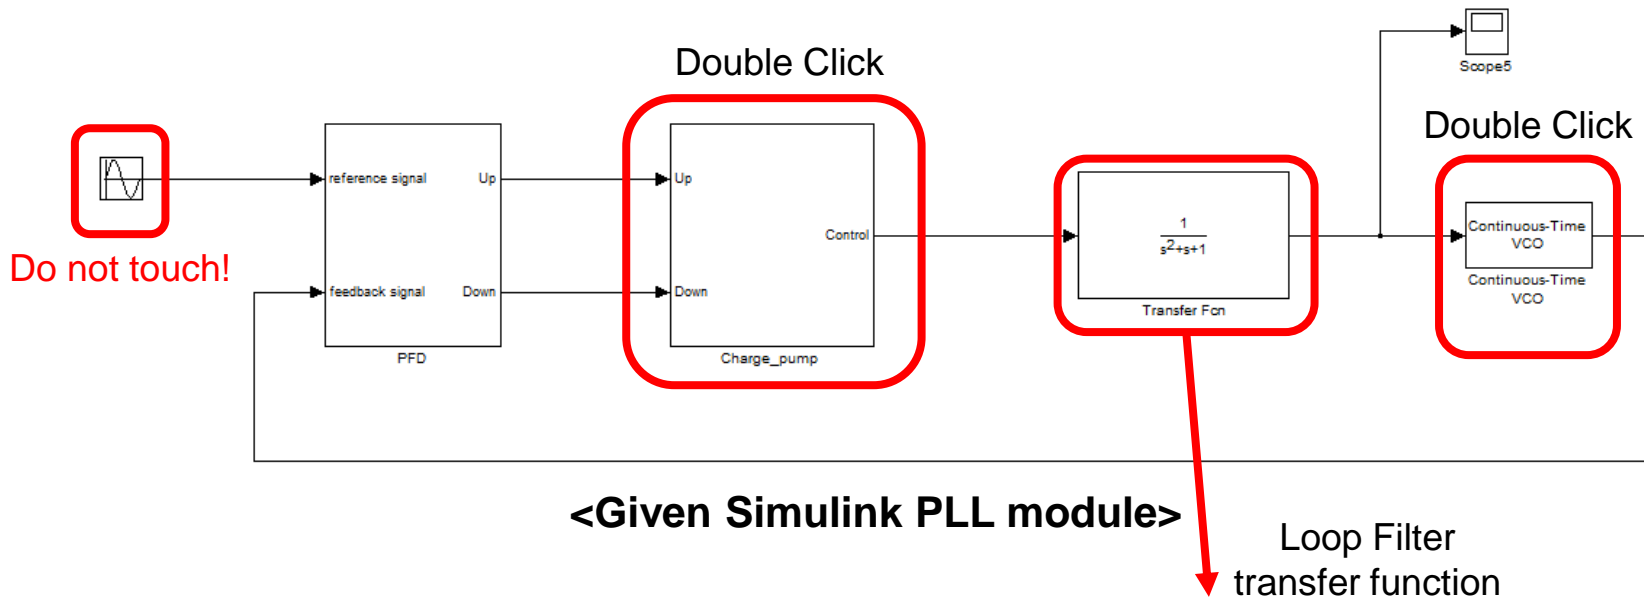 Scope5
Double Click
Double Click
Do not touch!
reference signal
Up
feedback signal
Down
PFD
Up
Down
Control
Charge_pump
1
s2+s+1
Transfer Fcn
Continuous-Time
VCO
Continuous-Time
VCO
<Given Simulink PLL module>
Loop Filter
transfer function